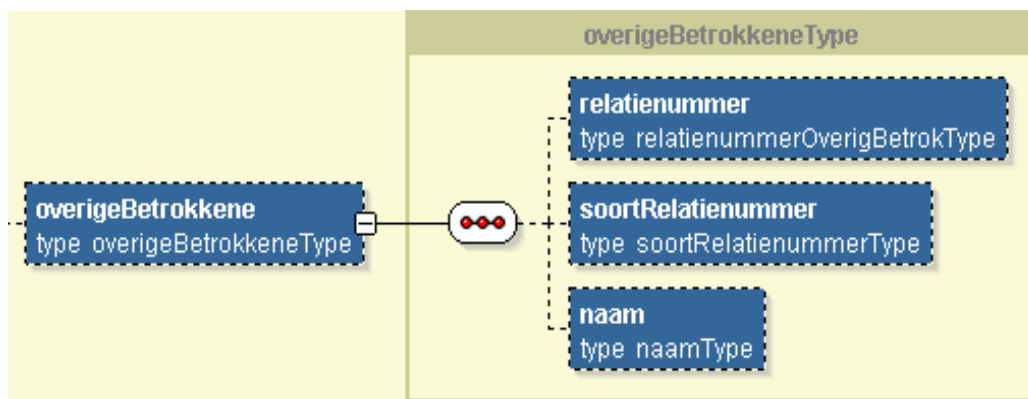 overigeBetrokkeneType
relatienummer
type relatienummerOverigBetrokType
overigeBetrokkene
type overigeBetrokkeneType
soortRelatienummer
type soortRelatienummerType
naam
type naamType